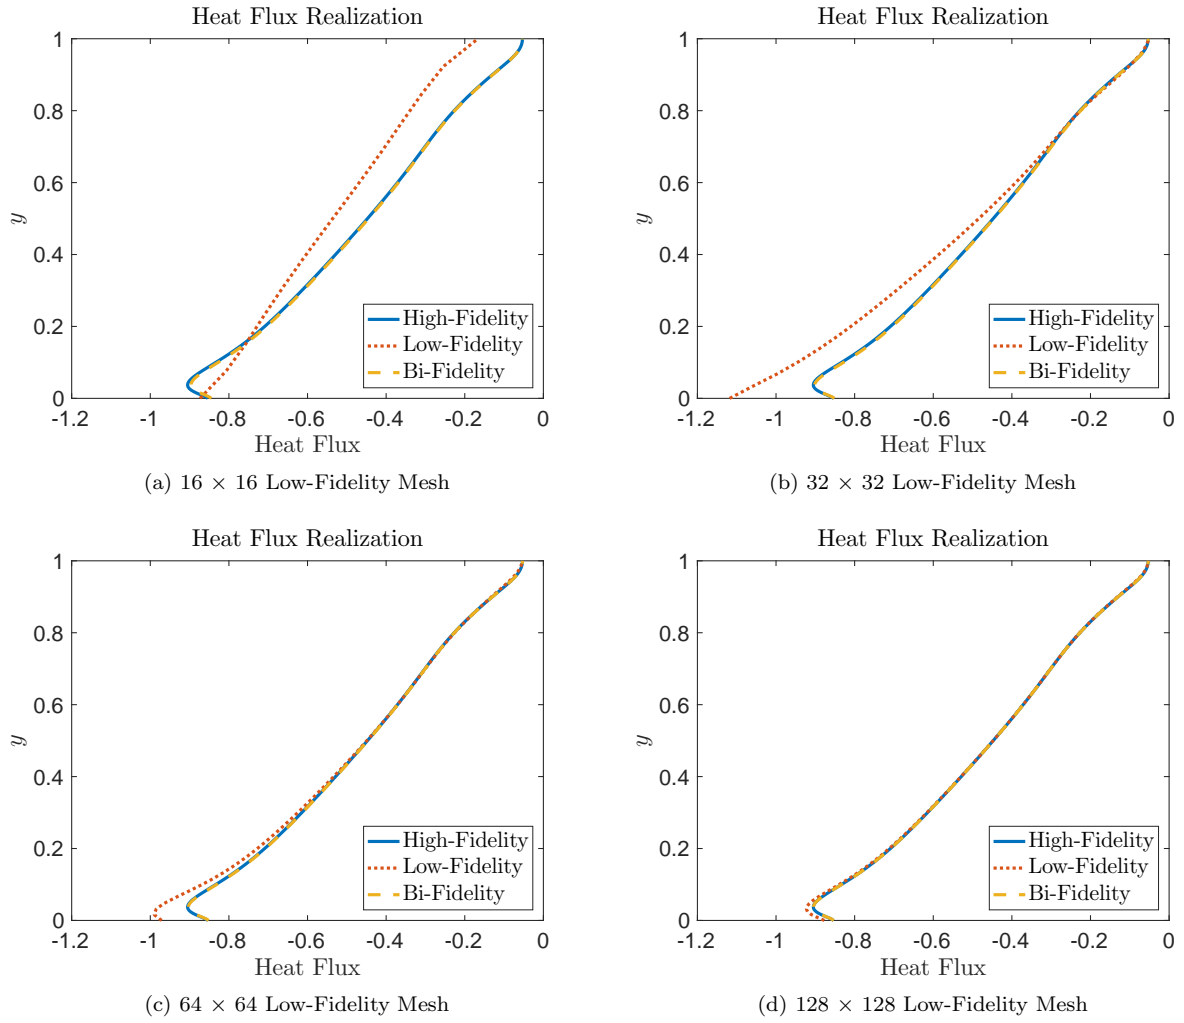 Heat Flux Realization
1
0.8
0.6
y
0.4
0.2
0
High-Fidelity
Low-Fidelity
Bi-Fidelity
-1.2 -1 -0.8 -0.6 -0.4 -0.2 0
Heat Flux
(a) 16 × 16 Low-Fidelity Mesh
Heat Flux Realization
1
0.8
0.6
y
0.4
0.2
0
High-Fidelity
Low-Fidelity
Bi-Fidelity
-1.2 -1 -0.8 -0.6 -0.4 -0.2 0
Heat Flux
(b) 32 × 32 Low-Fidelity Mesh
Heat Flux Realization
1
0.8
0.6
y
0.4
0.2
0
High-Fidelity
Low-Fidelity
Bi-Fidelity
-1.2 -1 -0.8 -0.6 -0.4 -0.2 0
Heat Flux
(c) 64 × 64 Low-Fidelity Mesh
Heat Flux Realization
1
0.8
0.6
y
0.4
0.2
0
High-Fidelity
Low-Fidelity
Bi-Fidelity
-1.2 -1 -0.8 -0.6 -0.4 -0.2 0
Heat Flux
(d) 128 × 128 Low-Fidelity Mesh